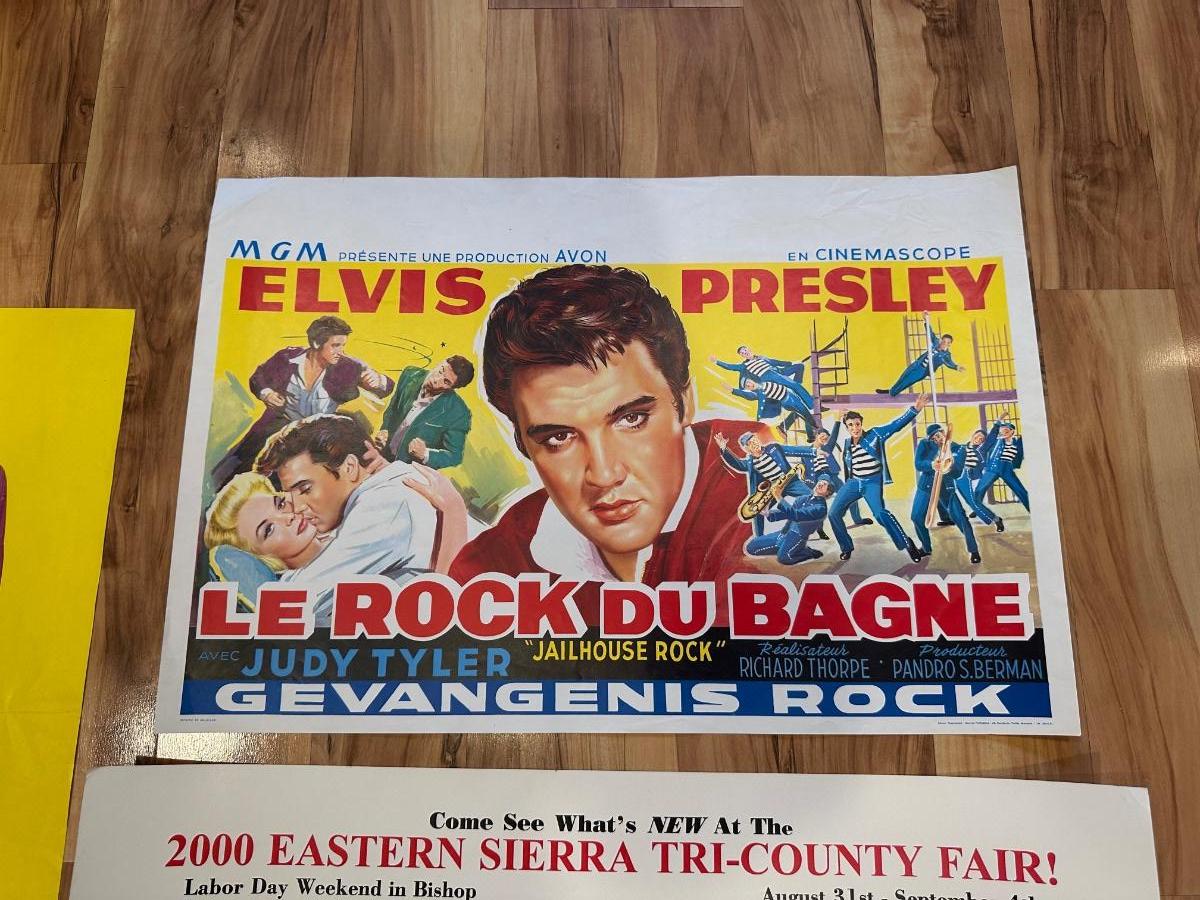 MGM PRÉSENTE UNE PRODUCTION AVON EN CINEMASCOPE
ELVIS PRESLEY
LE ROCK DU BAGNE
AVEC JUDY TYLER "JAILHOUSE ROCK" Réalisateur RICHARD THORPE · Producteur PANDRO S. BERMAN
GEVANGENIS ROCK
Come See What's NEW At The
2000 EASTERN SIERRA TRI-COUNTY FAIR!
Labor Day Weekend in Bishop August 31st -